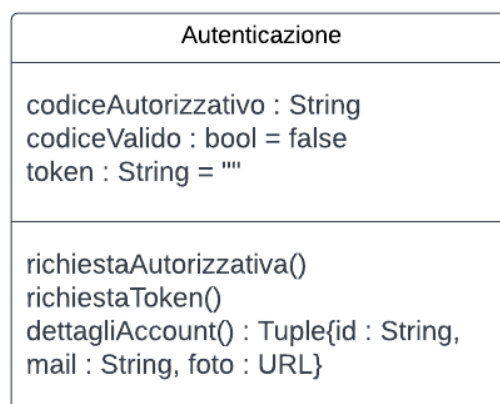 Autenticazione
codiceAutorizzativo : String
codiceValido : bool = false
token : String = ""
richiestaAutorizzativa()
richiestaToken()
dettagliAccount() : Tuple{id : String,
mail : String, foto : URL}